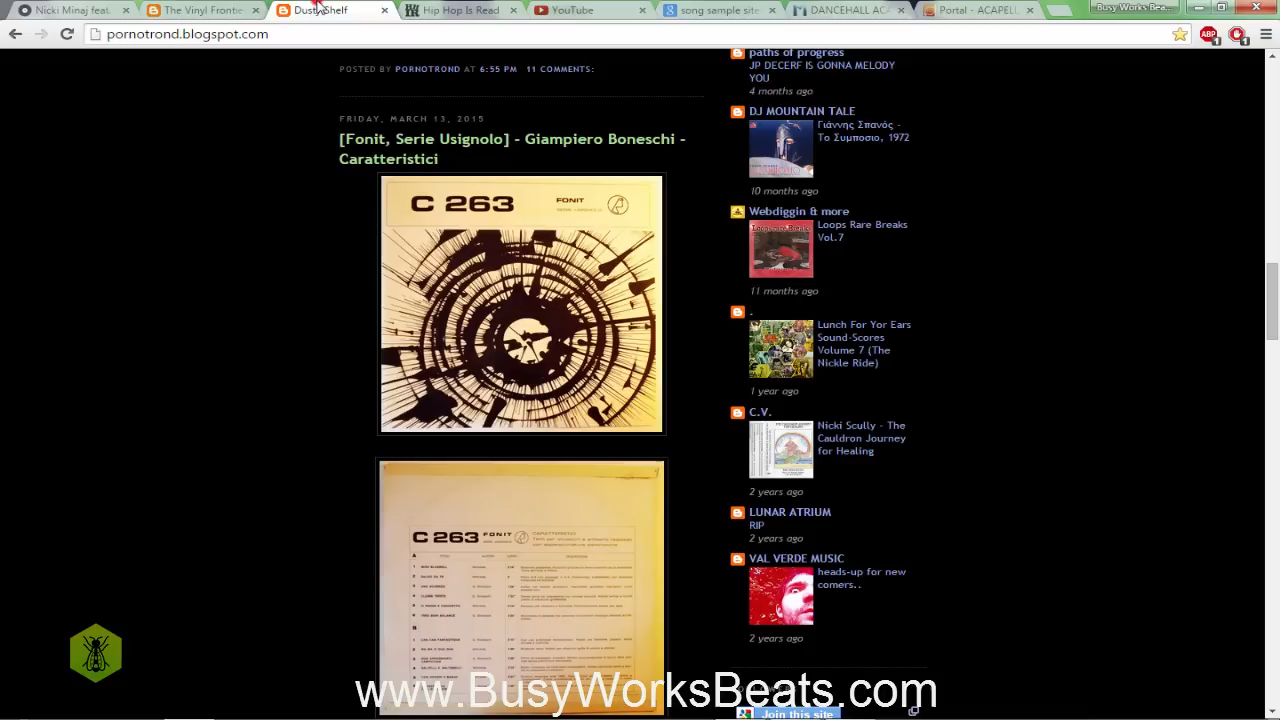 Nicki Minaj feat.
The Vinyl Frontie
Dusty Shelf
Hip Hop Is Read
YouTube
song sample site
DANCEHALL AC
Portal - ACAPELL
Busy Works Bea...
pornotrond.blogspot.com
ABP
1
1
POSTED BY PORNOTROND AT 6:55 PM 11 COMMENTS:
FRIDAY, MARCH 13, 2015
[Fonit, Serie Usignolo] - Giampiero Boneschi -
Caratteristici
C 263
FONIT
C 263 FONIT
CARATTERISTICI
A
B
paths of progress
JP DECERF IS GONNA MELODY
YOU
4 months ago
DJ MOUNTAIN TALE
Γιάννης Σπανός -
Το Συμποσιο, 1972
10 months ago
Webdiggin & more
Loops Rare Breaks
Vol.7
11 months ago
.
Lunch For Yor Ears
Sound-Scores
Volume 7 (The
Nickle Ride)
1 year ago
C.V.
Nicki Scully - The
Cauldron Journey
for Healing
2 years ago
LUNAR ATRIUM
RIP
2 years ago
VAL VERDE MUSIC
heads-up for new
comers..
2 years ago
Join this site
www.BusyWorksBeats.com